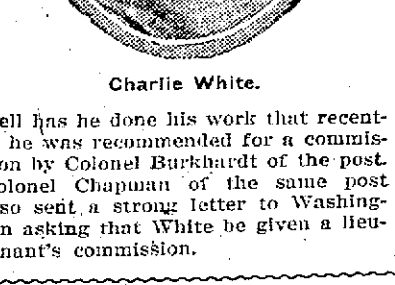 Charlie White.
ell has he done his work that recent-
he was recommended for a commis-
on by Colonel Burkhardt of the post.
olonel Chapman of the same post
so sent a strong letter to Washing-
n asking that White be given a lieu-
nant's commission.